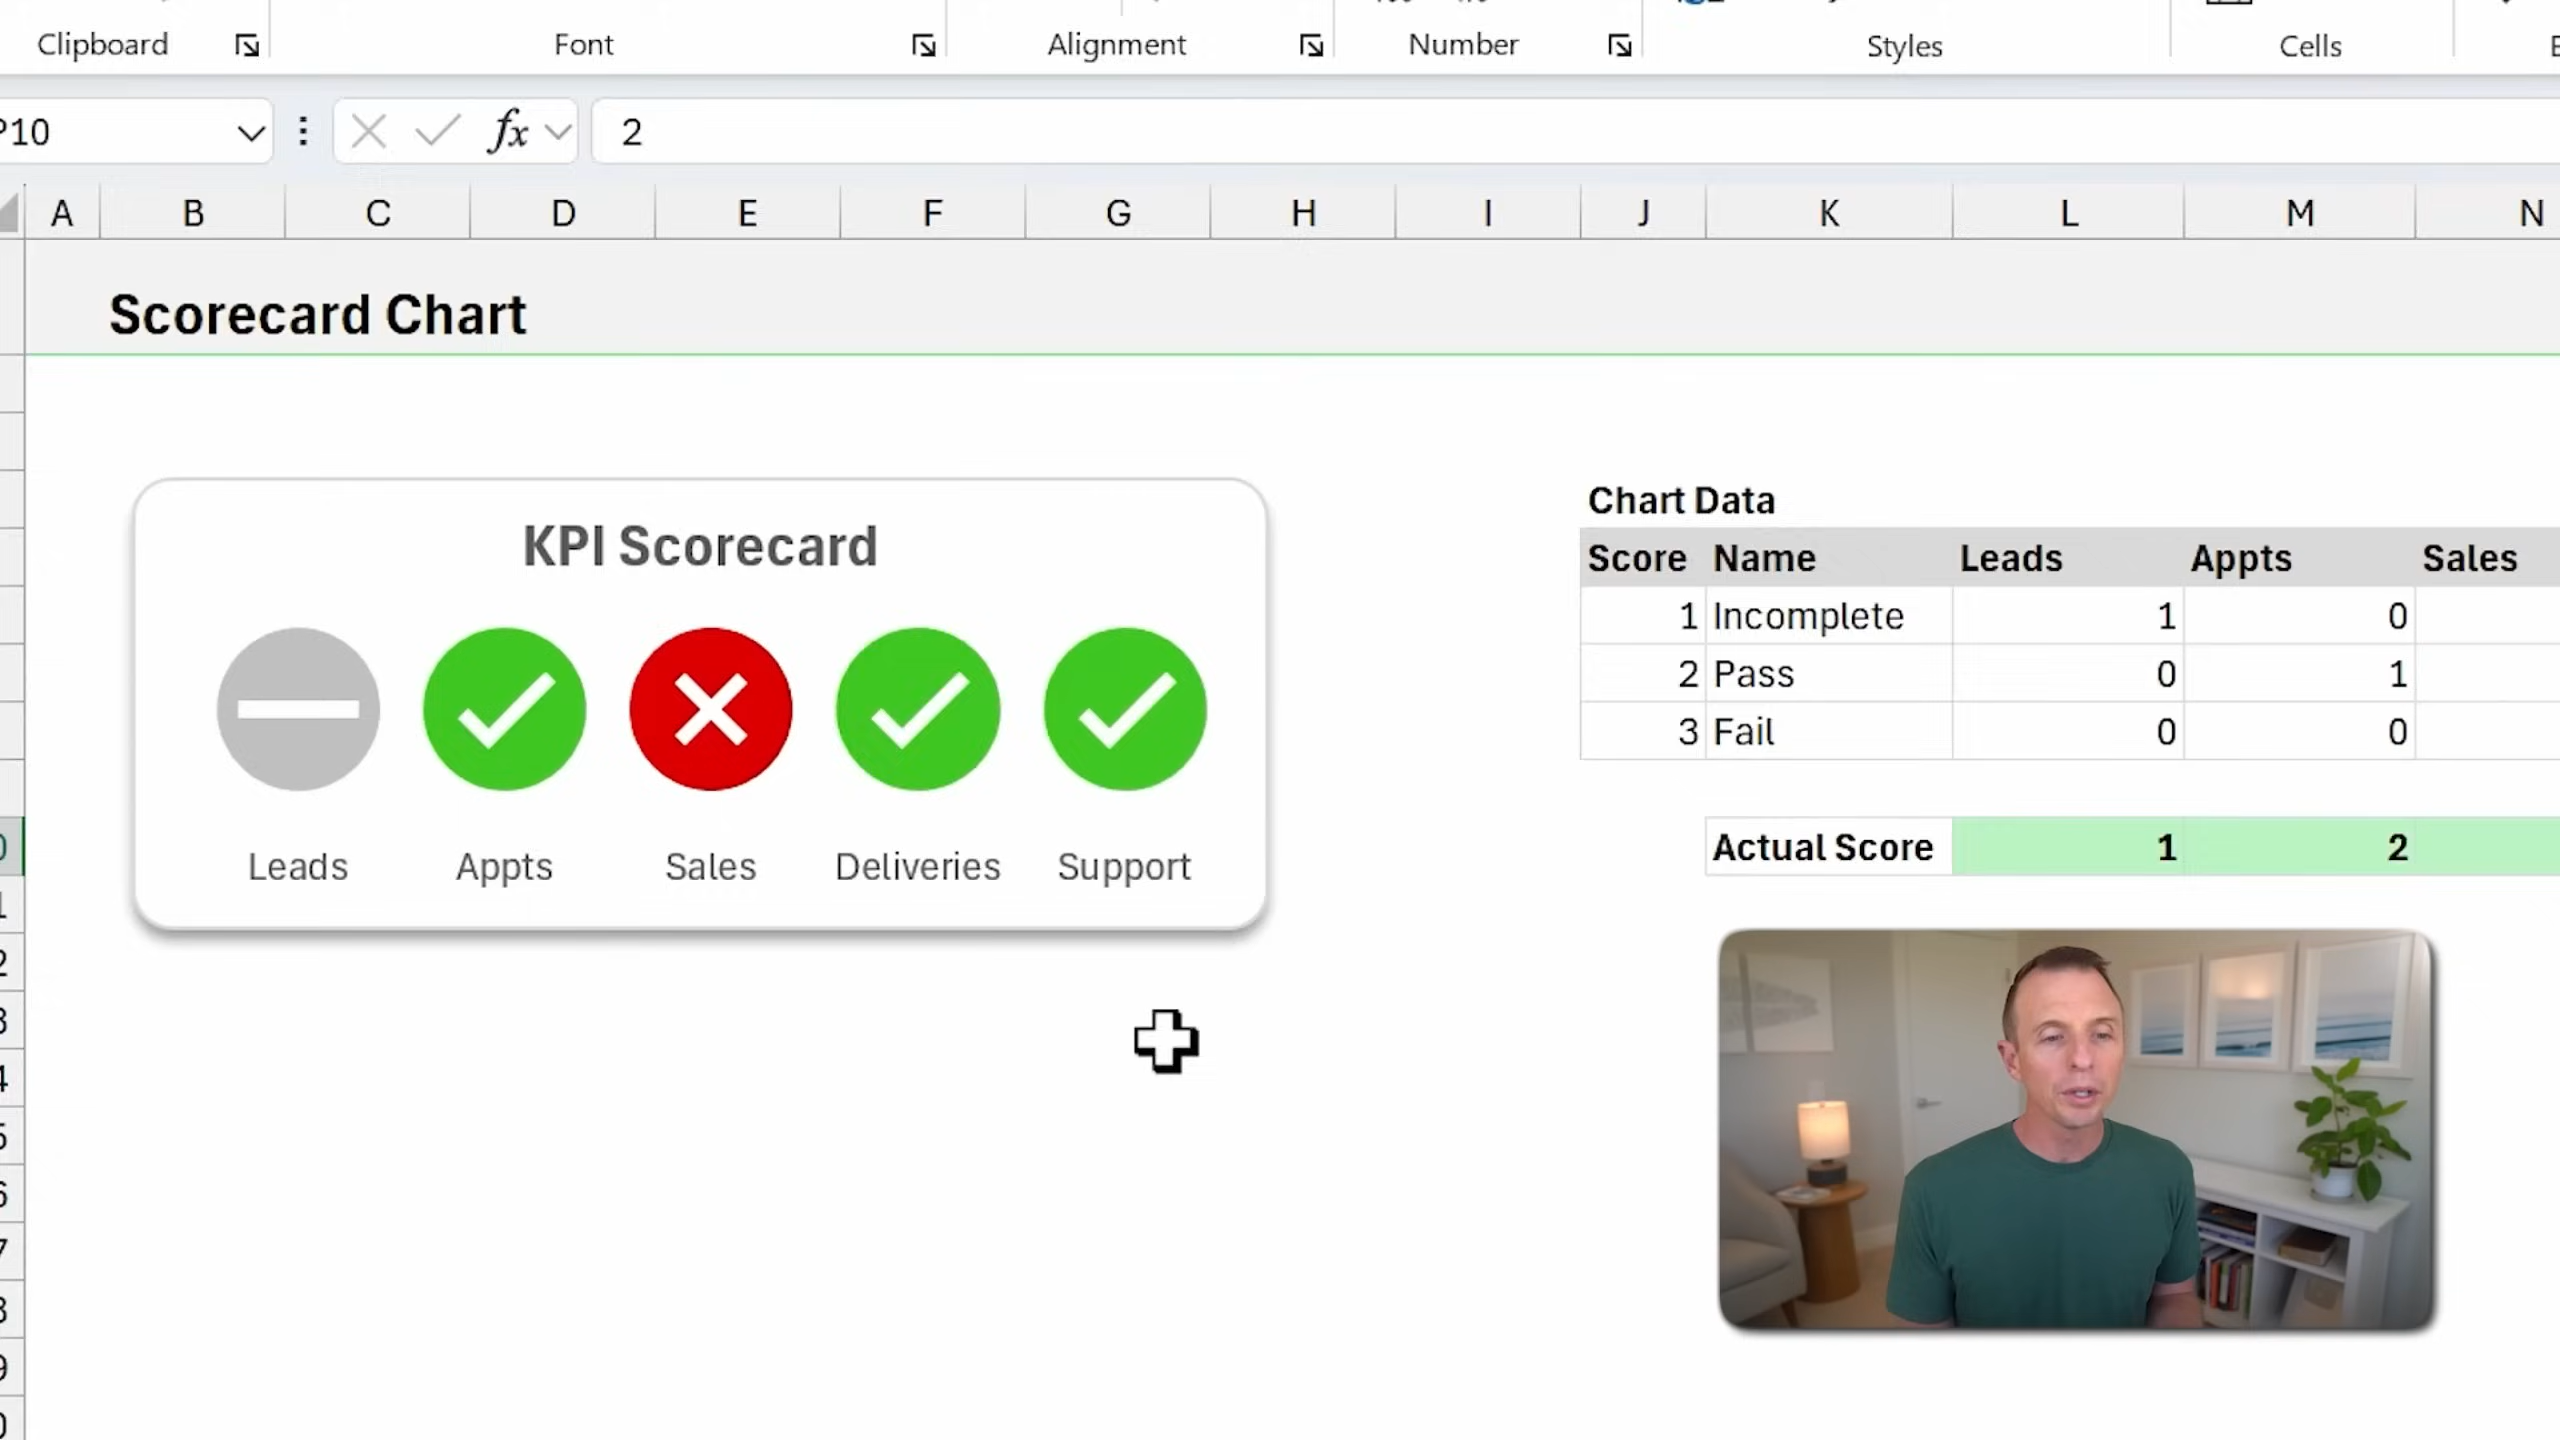 Clipboard Font Alignment Number Styles Cells
P10 fx 2
A B C D E F G H I J K L M N
Scorecard Chart
Chart Data
KPI Scorecard
Score Name Leads Appts Sales
1 Incomplete 1 0
2 Pass 0 1
3 Fail 0 0
Actual Score 1 2
Leads Appts Sales Deliveries Support